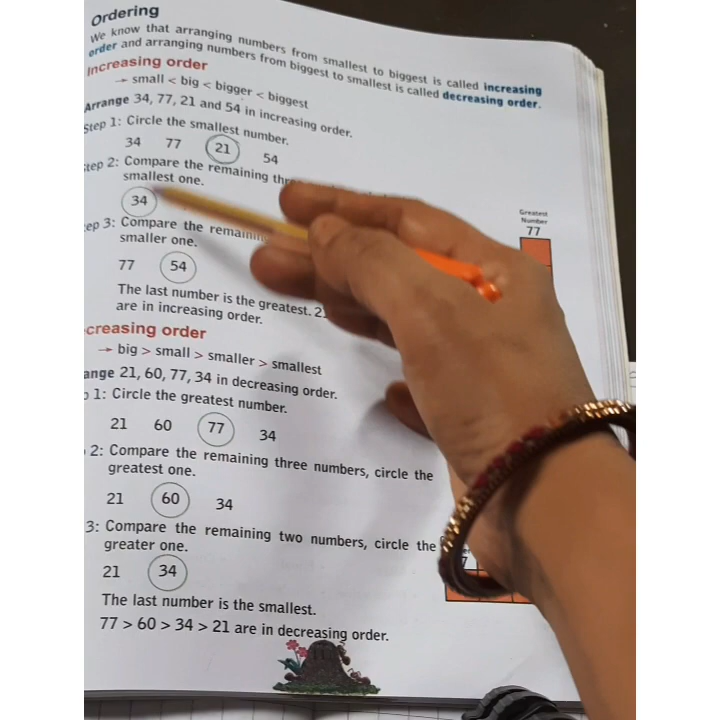 Ordering
We know that arranging numbers from smallest to biggest is called increasing
order and arranging numbers from biggest to smallest is called decreasing order.
Increasing order
→ small < big < bigger < biggest
Arrange 34, 77, 21 and 54 in increasing order.
Step 1: Circle the smallest number.
34 77 21 54
tep 2: Compare the remaining
smallest one.
34
ep 3: Compare the
smaller one.
77 54
The last number is the greatest.
are in increasing order.
creasing order
→ big > small > smaller > smallest
ange 21, 60, 77, 34 in decreasing order.
1: Circle the greatest number.
21 60 77 34
2: Compare the remaining three numbers, circle the
greatest one.
21 60 34
3: Compare the remaining two numbers, circle the
greater one.
21 34
The last number is the smallest.
77 > 60 > 34 > 21 are in decreasing order.
Greatest
Number
77